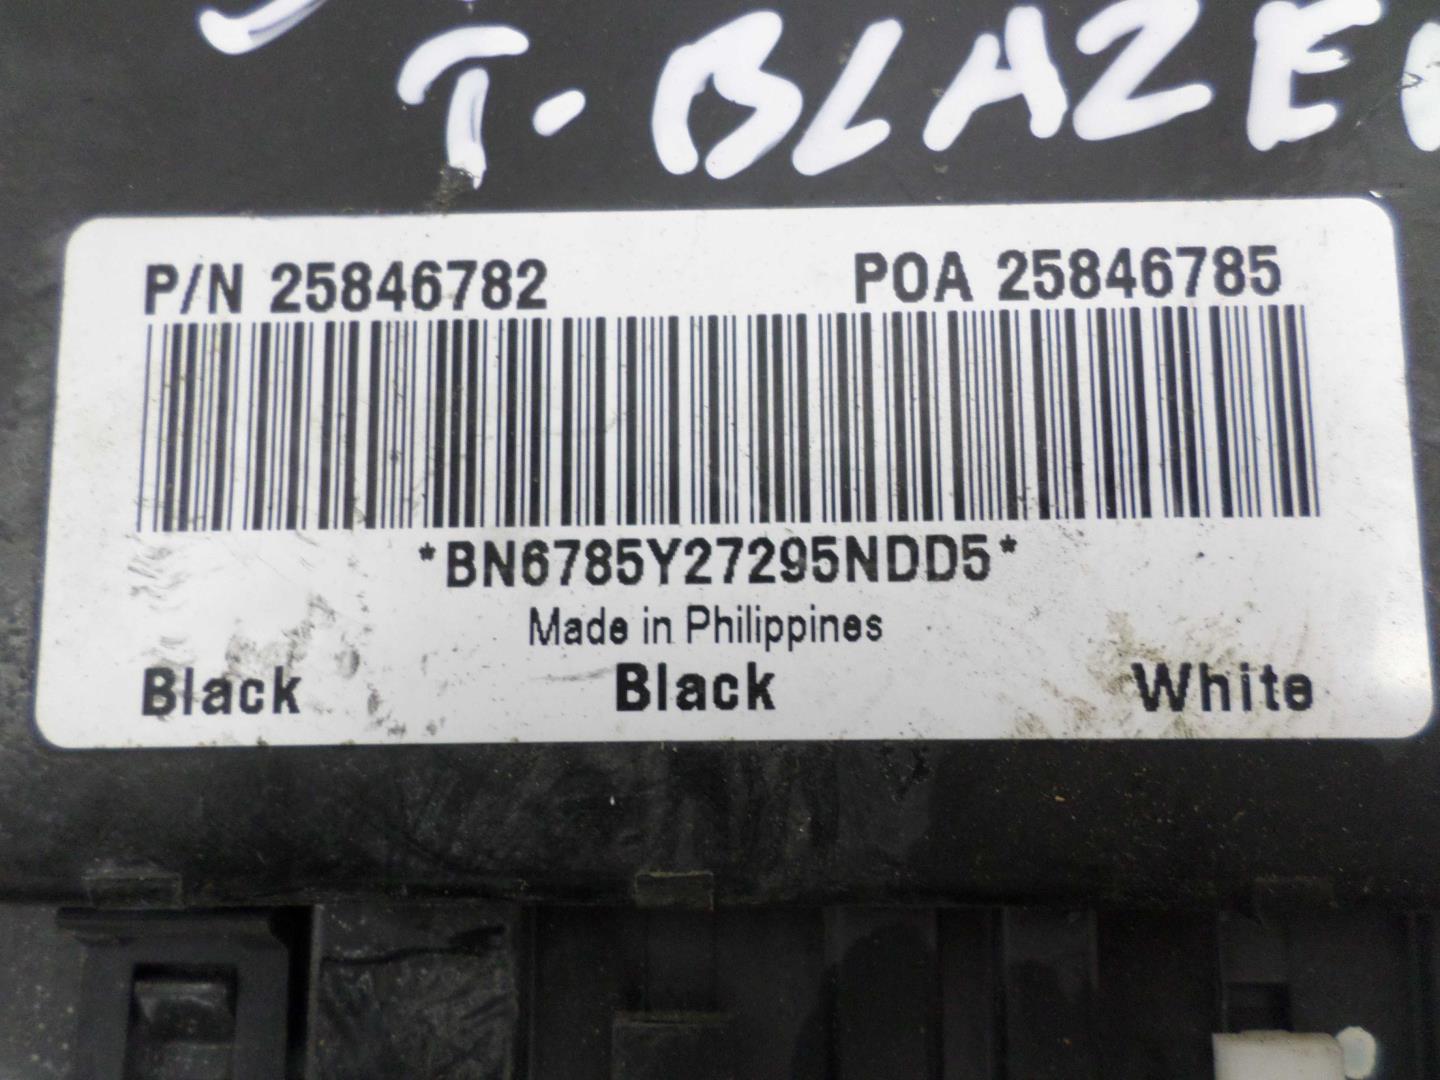 T. BLAZE
P/N 25846782 POA 25846785
*BN6785Y27295NDD5*
Made in Philippines
Black Black White